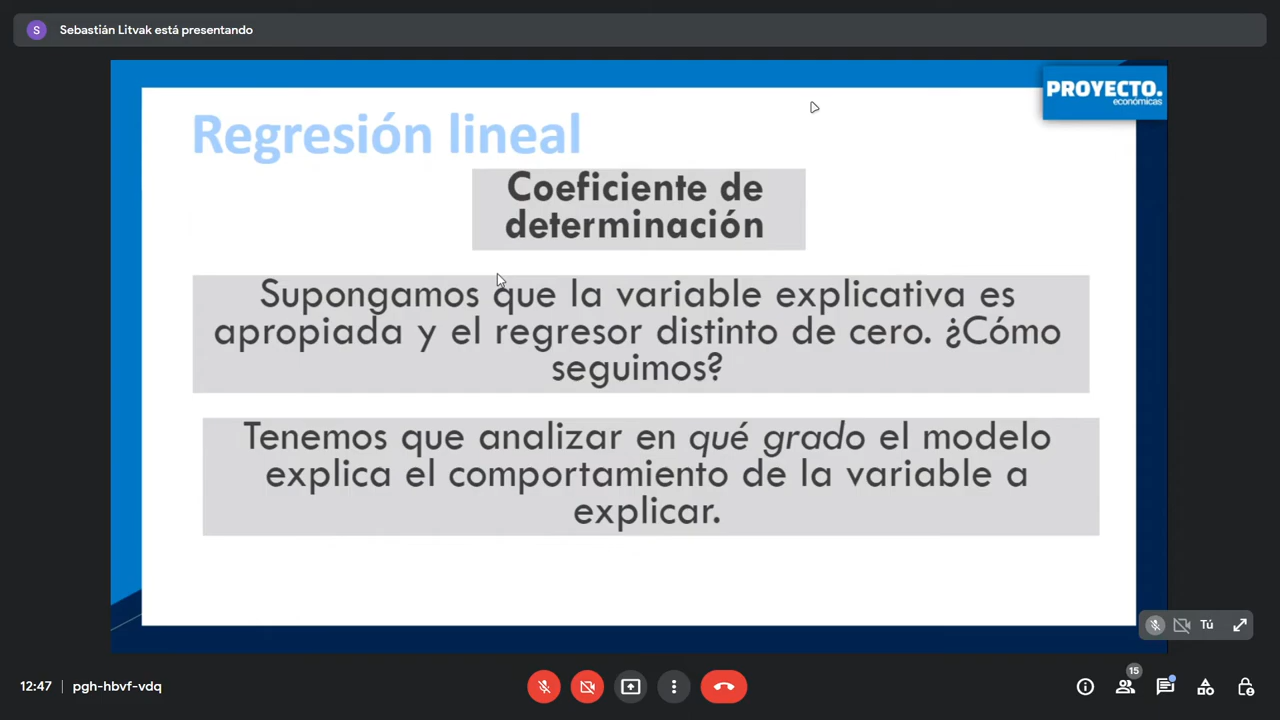 S
Sebastián Litvak está presentando
PROYECTO.
económicas
Regresión lineal
Coeficiente de
determinación
Supongamos que la variable explicativa es
apropiada y el regresor distinto de cero. ¿Cómo
seguimos?
Tenemos que analizar en qué grado el modelo
explica el comportamiento de la variable a
explicar.
Tú
12:47 | pgh-hbvf-vdq
15